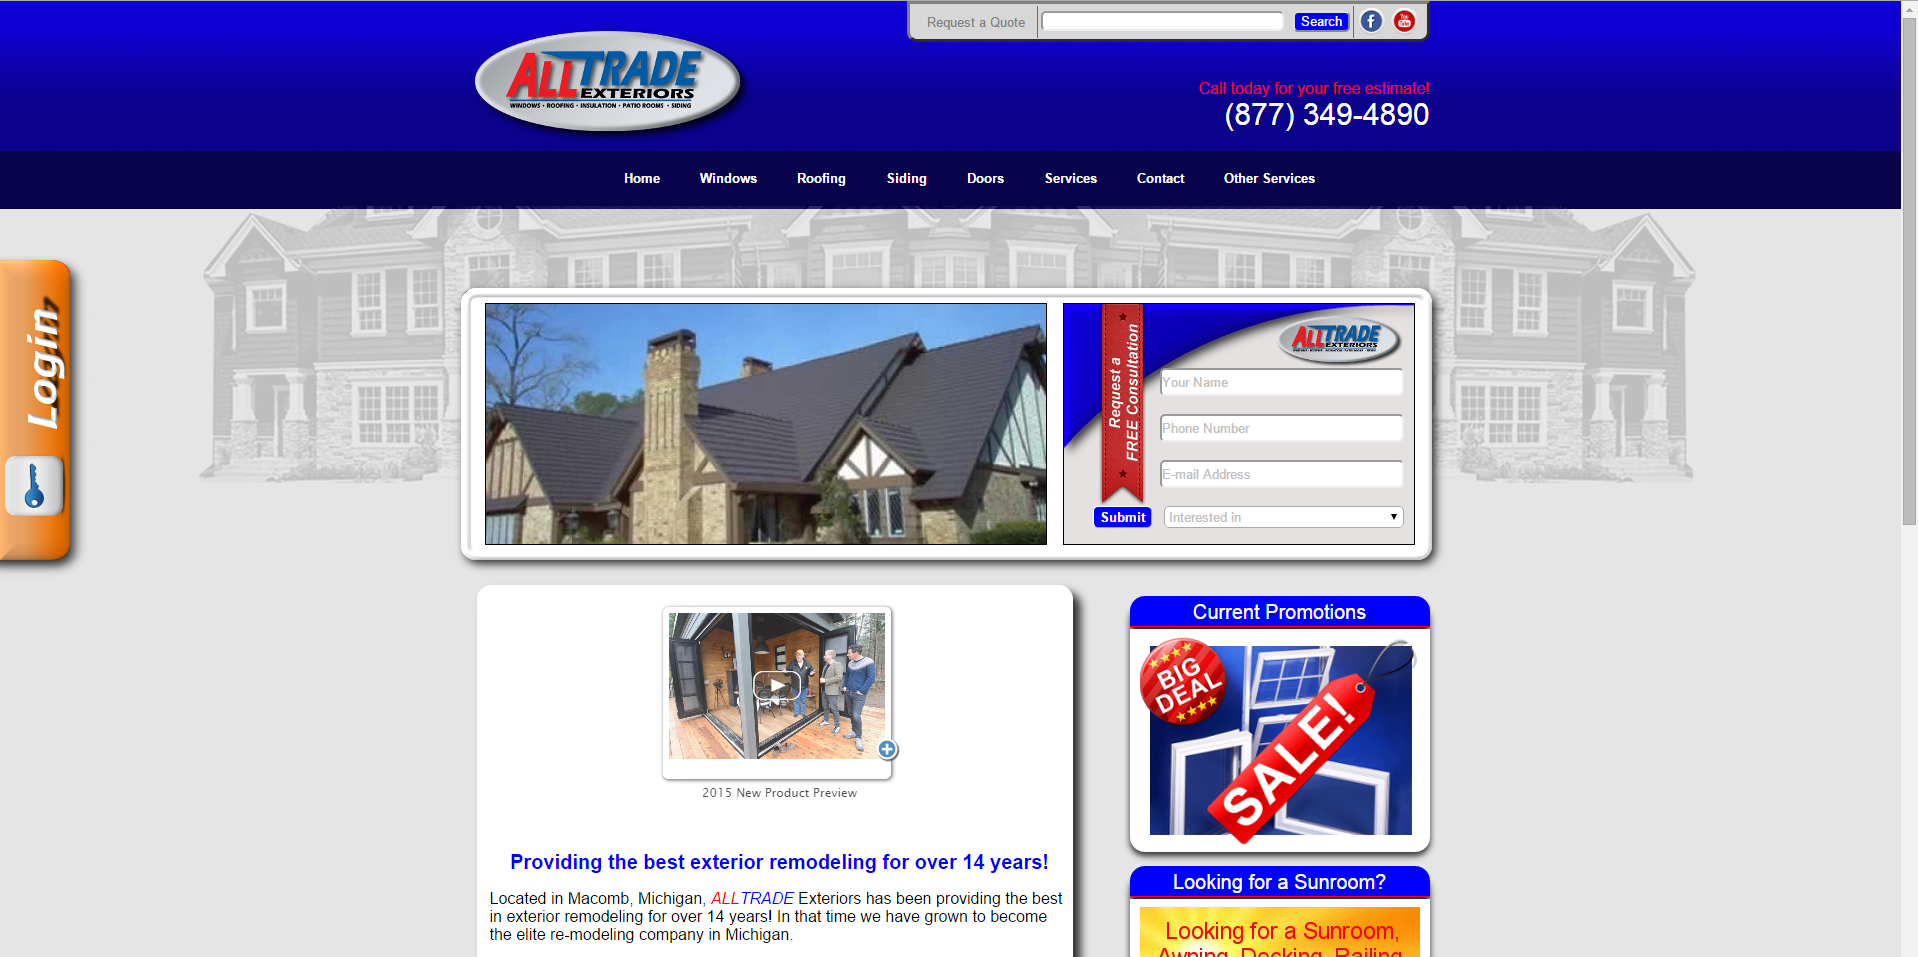 Request a Quote
Search
You Tube
ALLTRADE
EXTERIORS
WINDOWS • ROOFING • INSULATION • PATIO ROOMS • SIDING
Call today for your free estimate!
(877) 349-4890
Home Windows Roofing Siding Doors Services Contact Other Services
Login
Request a
FREE Consultation
ALLTRADE
EXTERIORS
Your Name
Phone Number
E-mail Address
Submit
Interested in
2015 New Product Preview
Providing the best exterior remodeling for over 14 years!
Located in Macomb, Michigan, ALLTRADE Exteriors has been providing the best
in exterior remodeling for over 14 years! In that time we have grown to become
the elite re-modeling company in Michigan.
Current Promotions
BIG
DEAL
SALE!
Looking for a Sunroom?
Looking for a Sunroom,
Awning, Decking, Railing